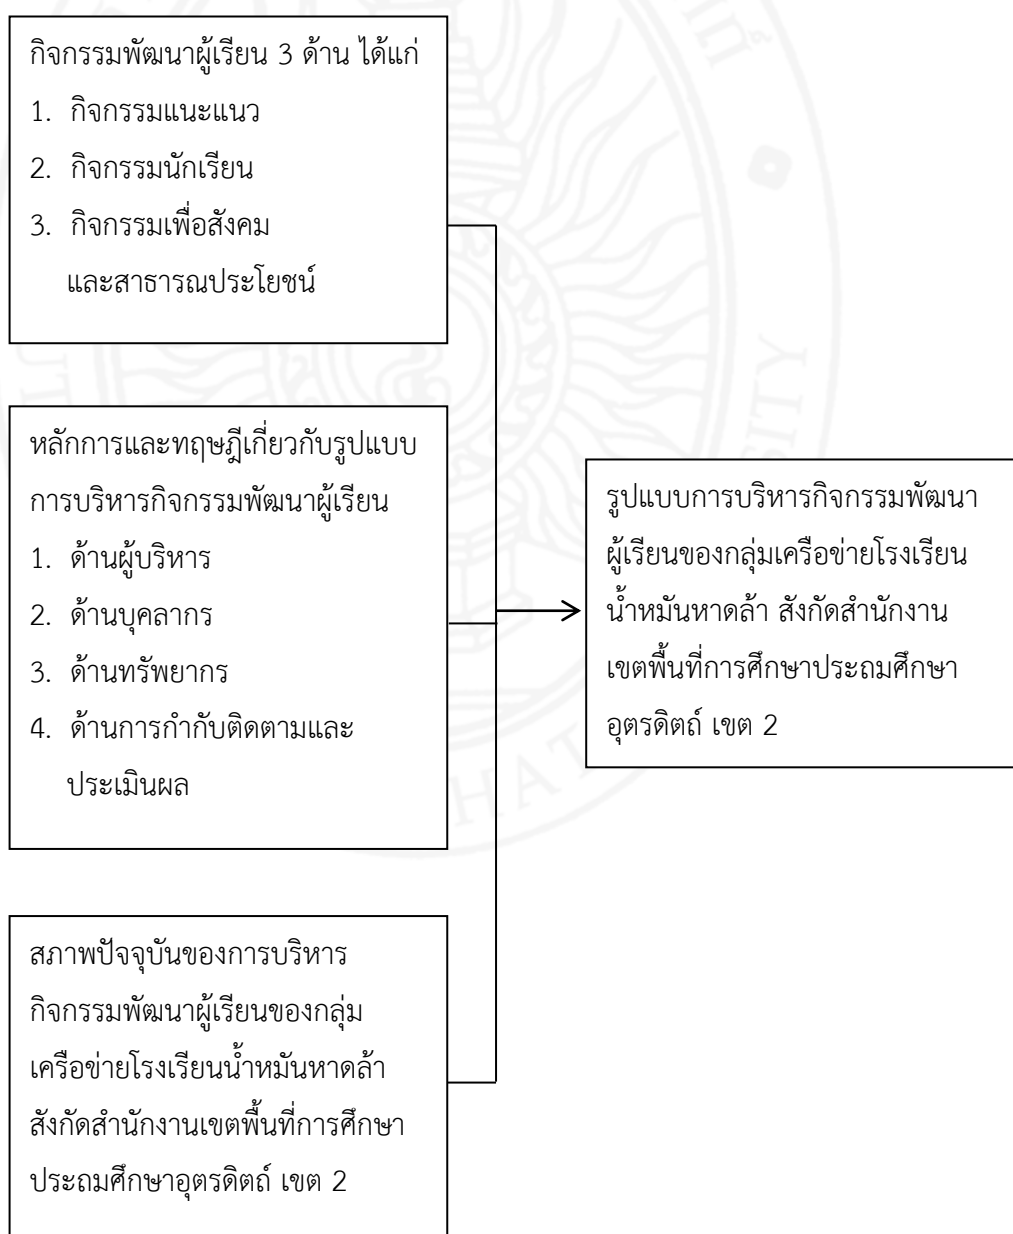 กิจกรรมพัฒนาผู้เรียน 3 ด้าน ได้แก่
1. กิจกรรมแนะแนว
2. กิจกรรมนักเรียน
3. กิจกรรมเพื่อสังคม
และสาธารณประโยชน์
หลักการและทฤษฎีเกี่ยวกับรูปแบบ
การบริหารกิจกรรมพัฒนาผู้เรียน
1. ด้านผู้บริหาร
2. ด้านบุคลากร
3. ด้านทรัพยากร
4. ด้านการกำกับติดตามและ
ประเมินผล
รูปแบบการบริหารกิจกรรมพัฒนา
ผู้เรียนของกลุ่มเครือข่ายโรงเรียน
น้ำหมันหาดล้า สังกัดสำนักงาน
เขตพื้นที่การศึกษาประถมศึกษา
อุตรดิตถ์ เขต 2
สภาพปัจจุบันของการบริหาร
กิจกรรมพัฒนาผู้เรียนของกลุ่ม
เครือข่ายโรงเรียนน้ำหมันหาดล้า
สังกัดสำนักงานเขตพื้นที่การศึกษา
ประถมศึกษาอุตรดิตถ์ เขต 2